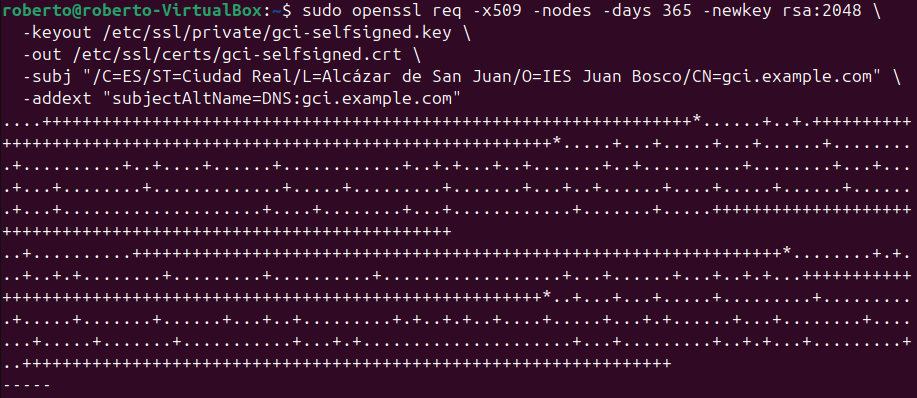 roberto@roberto-VirtualBox:~$ sudo openssl req -x509 -nodes -days 365 -newkey rsa:2048 \
  -keyout /etc/ssl/private/gci-selfsigned.key \
  -out /etc/ssl/certs/gci-selfsigned.crt \
  -subj "/C=ES/ST=Ciudad Real/L=Alcázar de San Juan/O=IES Juan Bosco/CN=gci.example.com" \
  -addext "subjectAltName=DNS:gci.example.com"
....+++++++++++++++++++++++++++++++++++++++++++++++++++++++++++++++++*......+..+.++++++++++
+++++++++++++++++++++++++++++++++++++++++++++++++++++++*.....+...+.....+...+......+........
.+..........+..+....+......+............+..+.+...+..+.......+..+........+........+...+....
.+...+........+.............+.....+.........+.......+...+..+......+....+.....+.....+......
.+...+....................+....+........+...+............+.......+.....++++++++++++++++++++
+++++++++++++++++++++++++++++++++++++++++++++
..+..........+++++++++++++++++++++++++++++++++++++++++++++++++++++++++++++++++*........+.+.
..+..+.+.........+.........+..........+..................+...+.......+...+..+.+...+++++++++++
++++++++++++++++++++++++++++++++++++++++++++++++++++++*..+...+...+.....+.........+.........
.+.....+.......+......+...+..+.........+.+..+.+..+....+.....+...+.+......+...+........+....
...+.....+.......+.........+...+.+.....................+...+..........+..+.+...+.........+
..+++++++++++++++++++++++++++++++++++++++++++++++++++++++++++++++++
-----